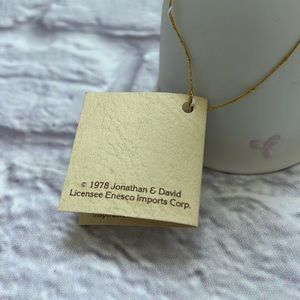 © 1978 Jonathan & David
Licensee Enesco Imports Corp.